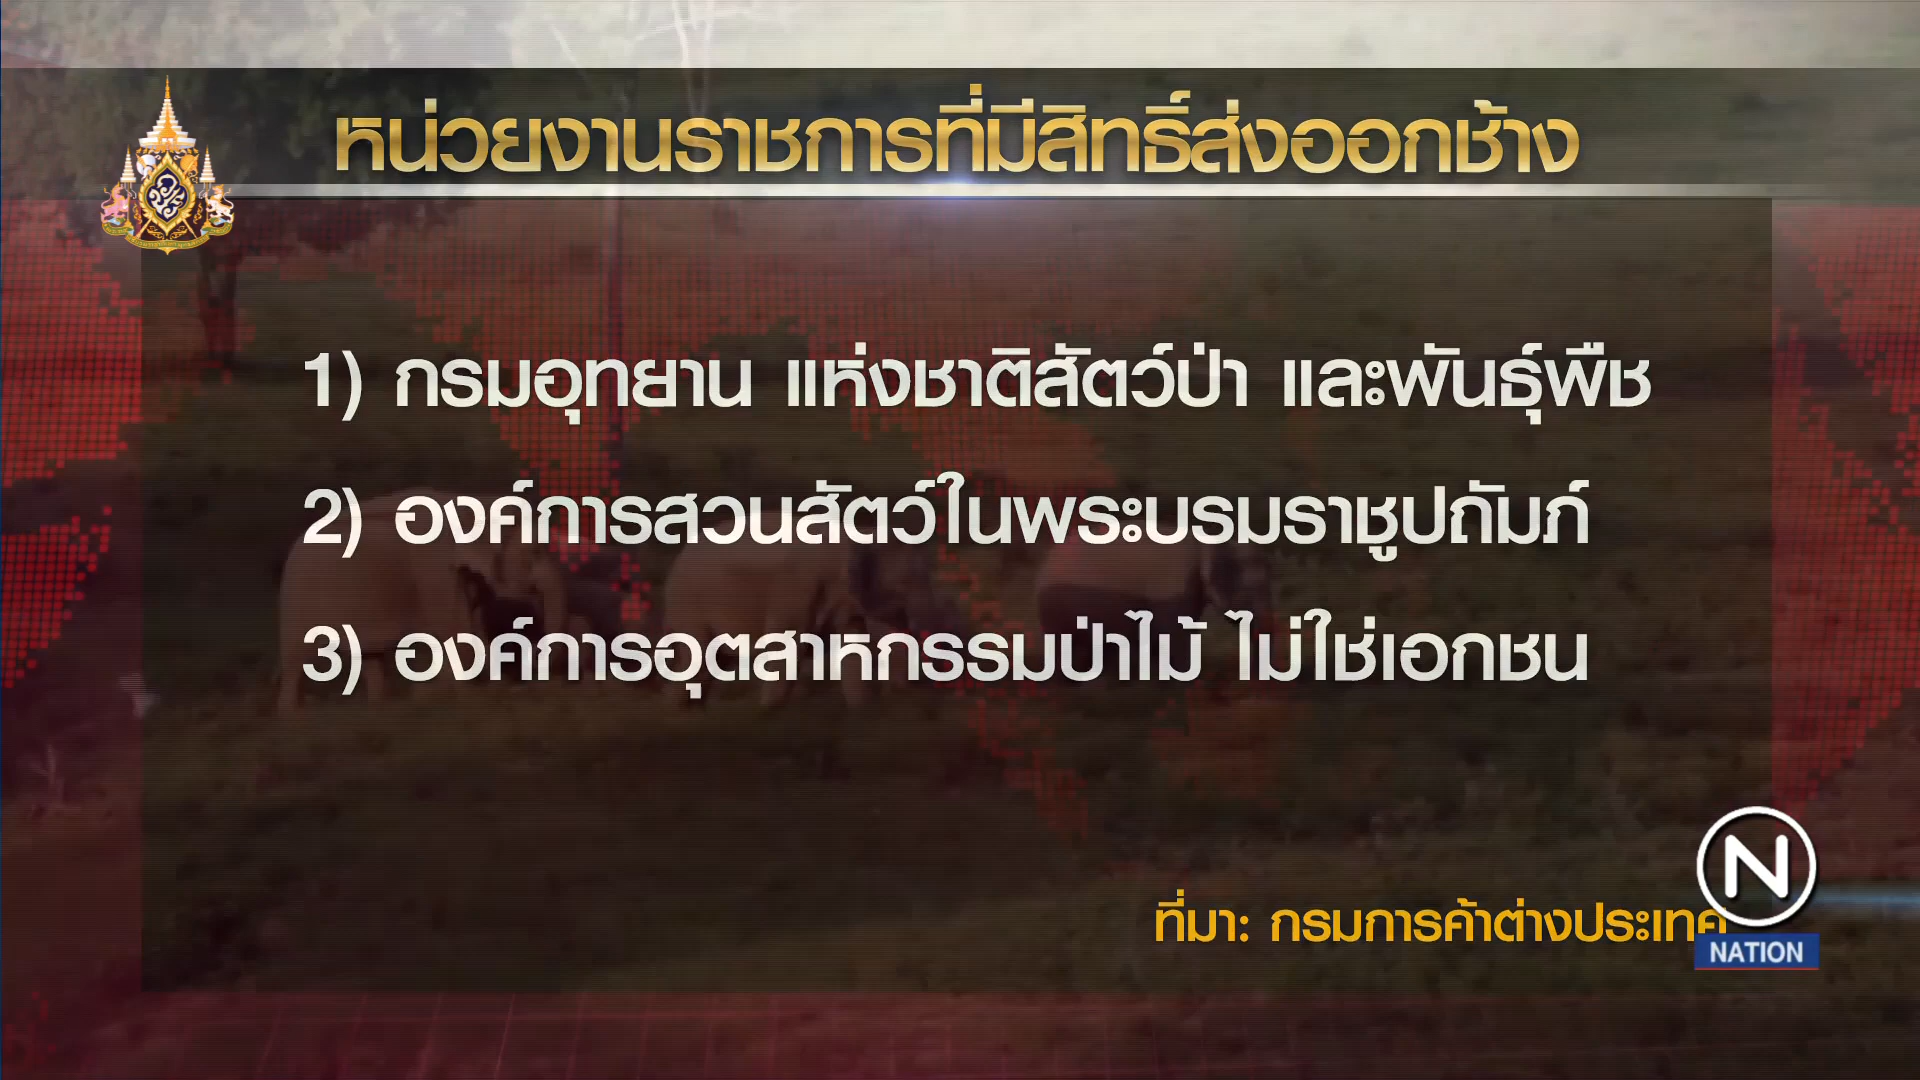 หน่วยงานราชการที่มีสิทธิ์ส่งออกช้าง
1) กรมอุทยาน แห่งชาติสัตว์ป่า และพันธุ์พืช
2) องค์การสวนสัตว์ในพระบรมราชูปถัมภ์
3) องค์การอุตสาหกรรมป่าไม้ ไม่ใช่เอกชน
ที่มา: กรมการค้าต่างประเทศ
N
NATION